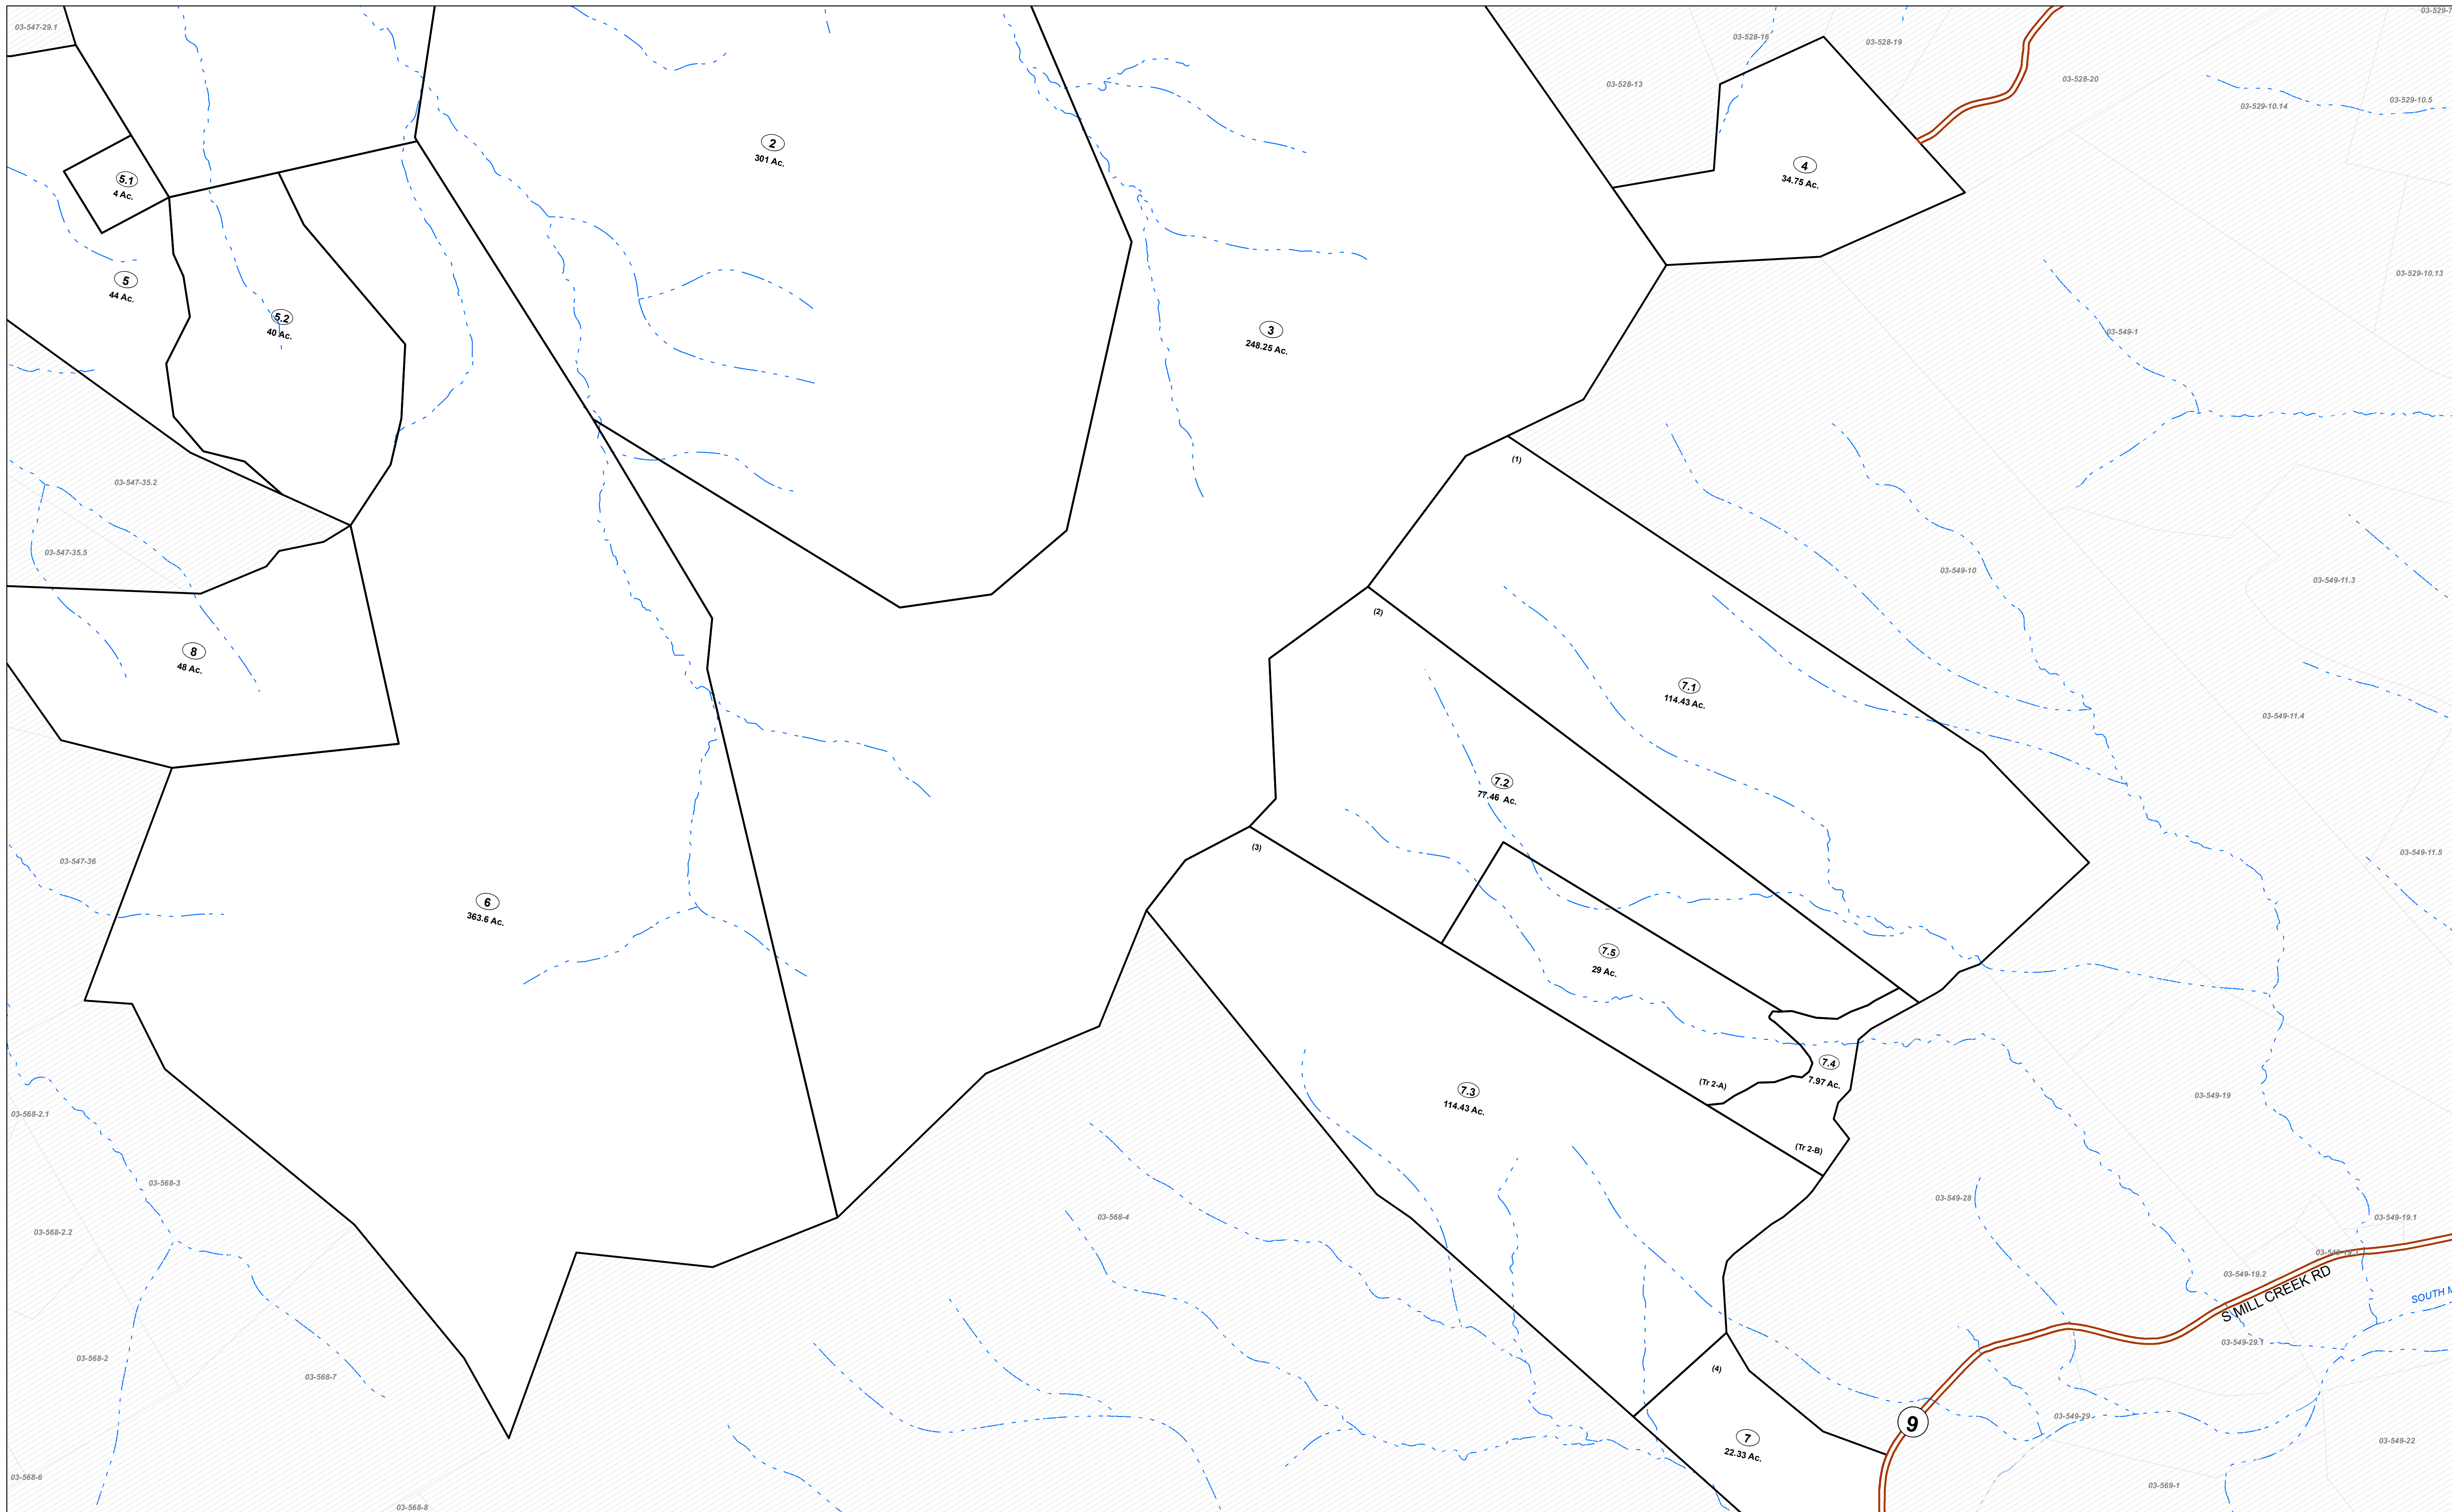 03-547-29.1
03-528-16
03-528-19
03-529-7
03-528-13
03-528-20
03-529-10.14
03-529-10.5
2
301 Ac.
4
34.75 Ac.
5.1
4 Ac.
03-529-10.13
5
44 Ac.
5.2
40 Ac.
3
248.25 Ac.
03-549-1
(1)
03-547-35.2
03-547-35.5
03-549-10
03-549-11.3
(2)
8
48 Ac.
7.1
114.43 Ac.
03-549-11.4
7.2
77.46 Ac.
(3)
03-547-36
03-549-11.5
6
363.6 Ac.
7.5
29 Ac.
7.4
7.97 Ac.
(Tr 2-A)
7.3
114.43 Ac.
03-549-19
03-568-2.1
(Tr 2-B)
03-568-3
03-549-28
03-568-4
03-549-19.1
03-568-2.2
03-549-19.2
S MILL CREEK RD
SOUTH M
03-549-29.1
03-568-2
03-568-7
(4)
9
03-549-29
7
22.33 Ac.
03-549-22
03-568-6
03-569-1
03-568-8